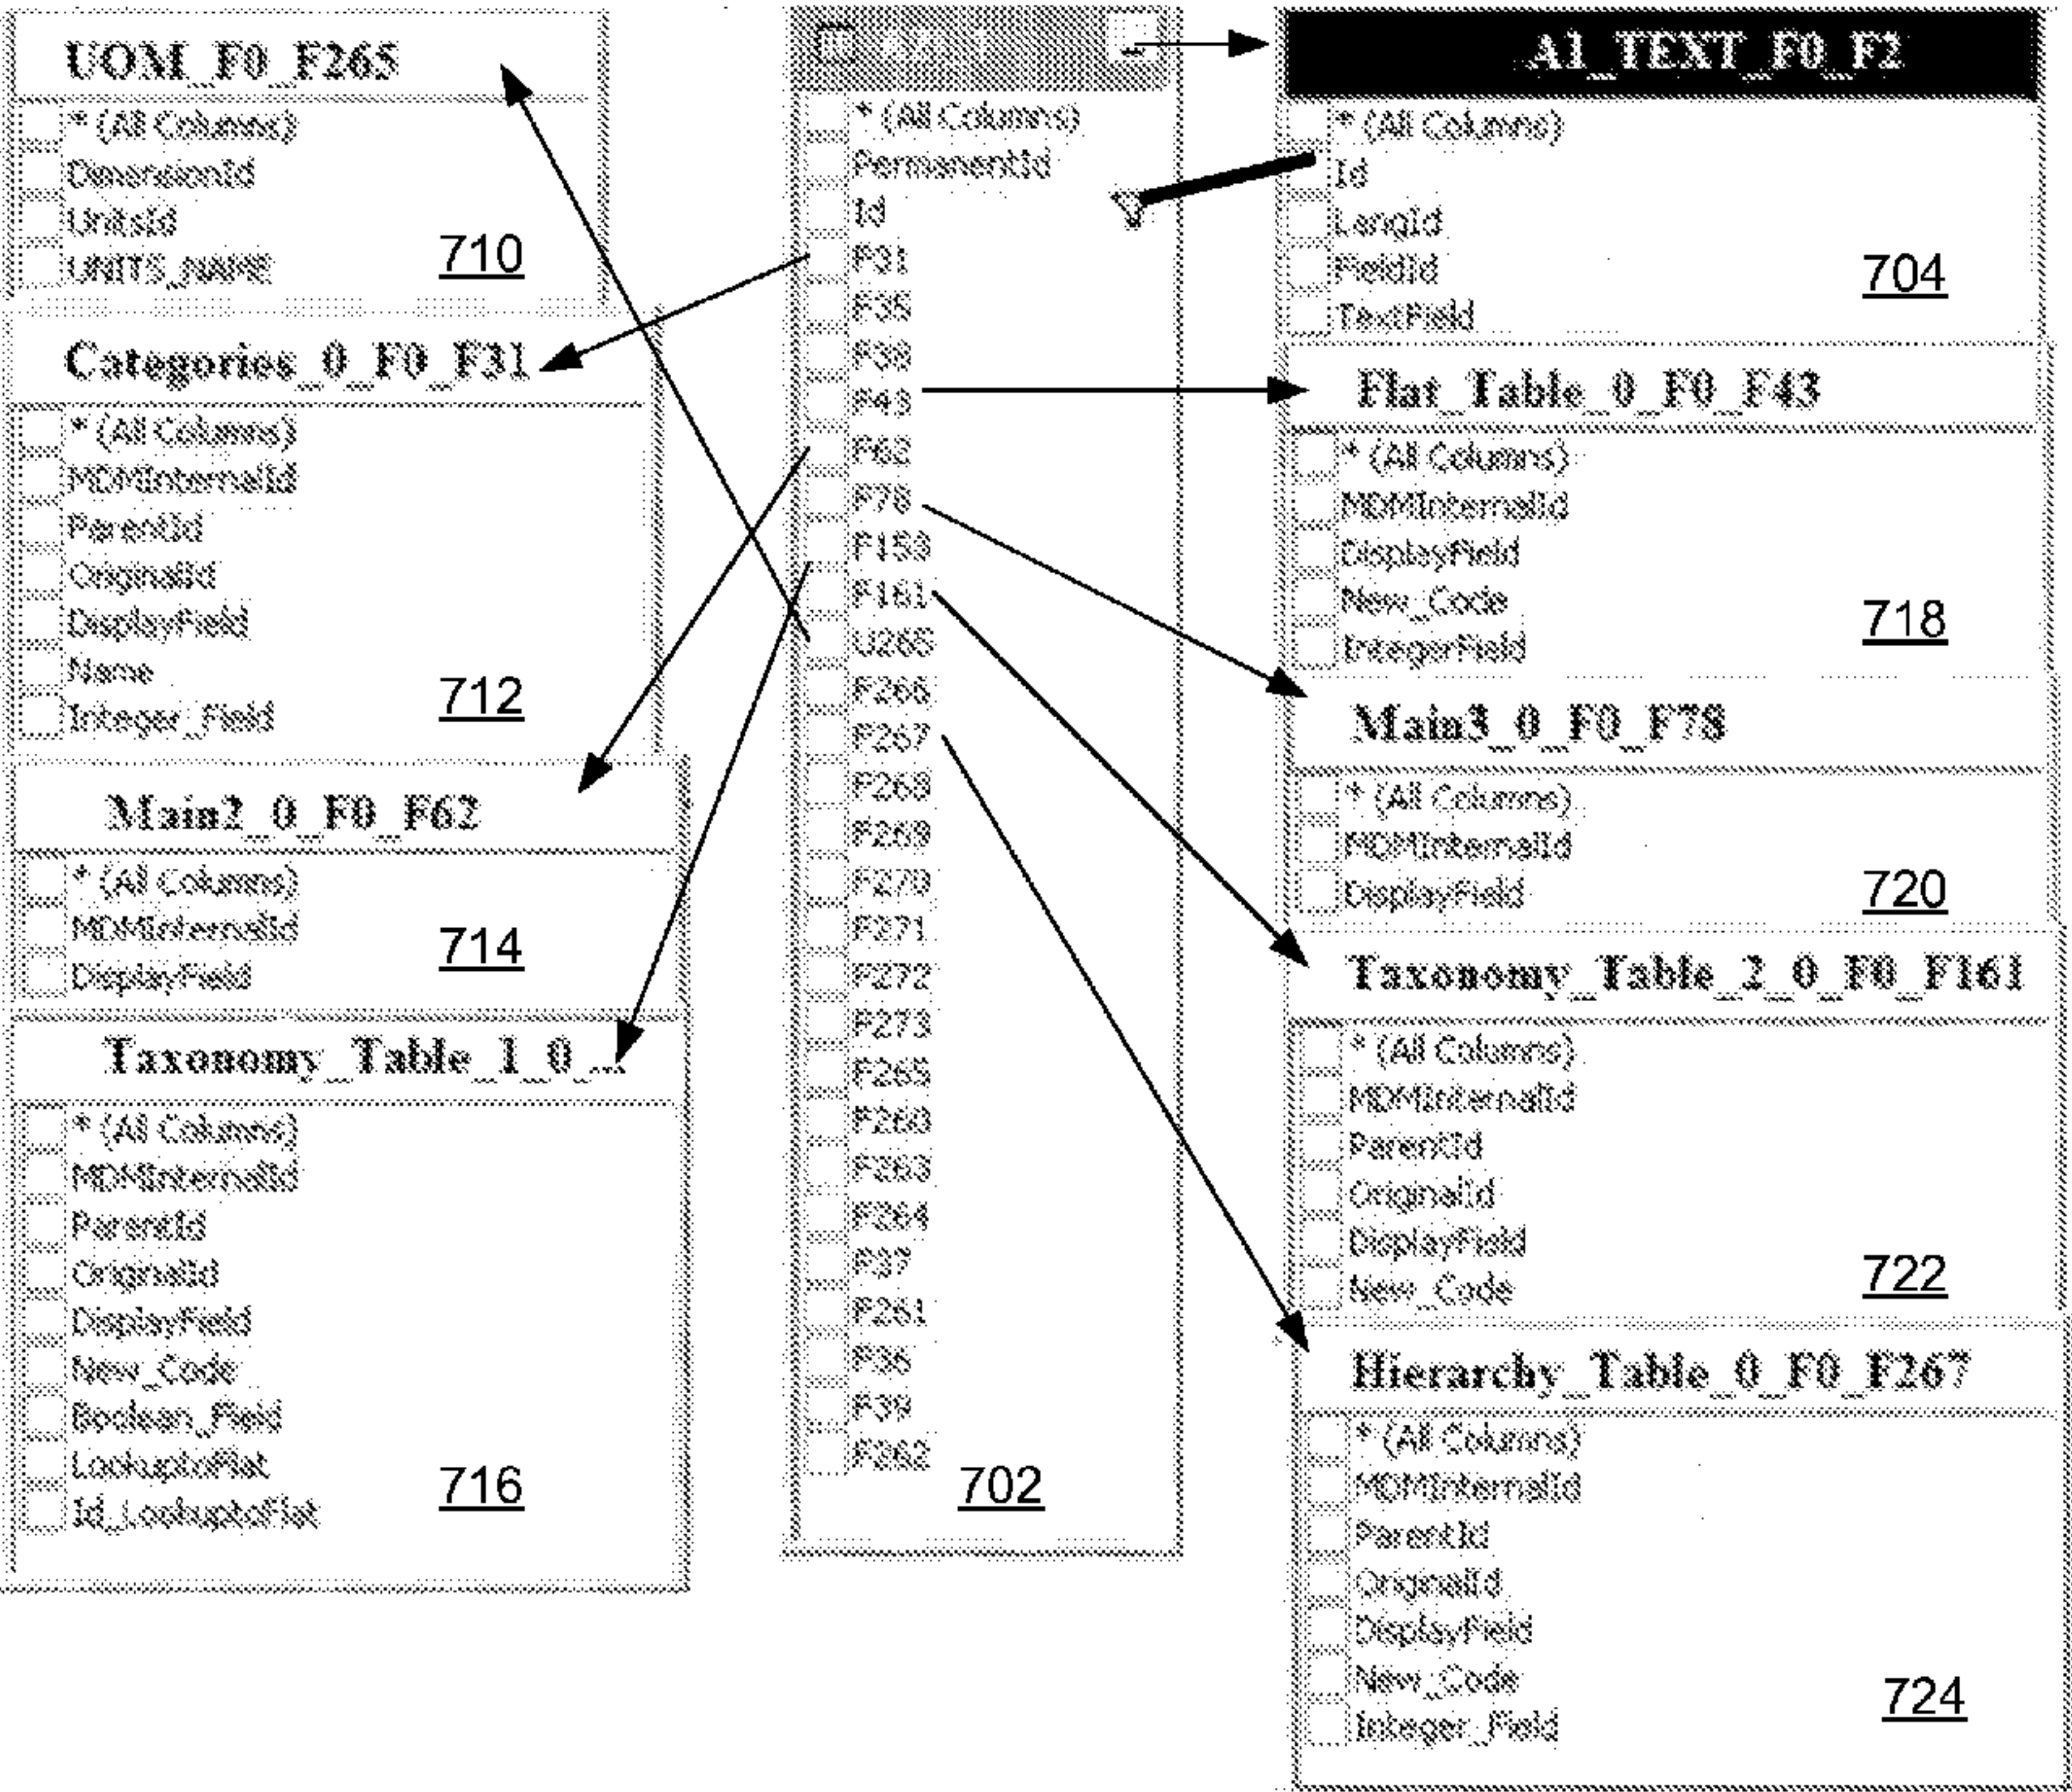 UOM_F0_F265
* (All Columns)
DimensionId
UnitsId
UNITS_NAME
710
Categories_0_F0_F31
* (All Columns)
MDMInternalId
ParentId
OriginalId
DisplayField
Name
Integer_Field
712
Main2_0_F0_F62
* (All Columns)
MDMInternalId
DisplayField
714
Taxonomy_Table_1_0_...
* (All Columns)
MDMInternalId
ParentId
OriginalId
DisplayField
New_Code
Boolean_Field
LookuptoFlat
Id_LookuptoFlat
716
* (All Columns)
PermanentId
Id
F31
F35
F38
F43
F62
F78
F153
F161
U265
F266
F267
F268
F269
F270
F271
F272
F273
F265
F260
F263
F264
F37
F261
F36
F39
F262
702
A1_TEXT_F0_F2
* (All Columns)
Id
LangId
FieldId
TextField
704
Flat_Table_0_F0_F43
* (All Columns)
MDMInternalId
DisplayField
New_Code
IntegerField
718
Main3_0_F0_F78
* (All Columns)
MDMInternalId
DisplayField
720
Taxonomy_Table_2_0_F0_F161
* (All Columns)
MDMInternalId
ParentId
OriginalId
DisplayField
New_Code
722
Hierarchy_Table_0_F0_F267
* (All Columns)
MDMInternalId
ParentId
OriginalId
DisplayField
New_Code
Integer_Field
724